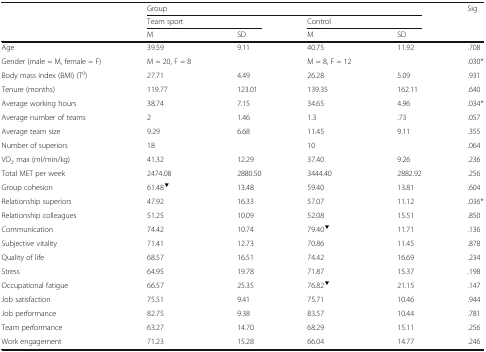 Group Sig
Team sport Control
M SD M SD
Age 39.59 9.11 40.75 11.92 .708
Gender (male = M, female = F) M = 20, F = 8 M = 8, F = 12 .030*
Body mass index (BMI) (T⁰) 27.71 4.49 26.28 5.09 .931
Tenure (months) 119.77 123.01 139.35 162.11 .640
Average working hours 38.74 7.15 34.65 4.96 .034*
Average number of teams 2 1.46 1.3 .73 .057
Average team size 9.29 6.68 11.45 9.11 .355
Number of superiors 18 10 .064
VO₂ max (ml/min/kg) 41.32 12.29 37.40 9.26 .236
Total MET per week 2474.08 2880.50 3444.40 2882.92 .256
Group cohesion 61.48▼ 13.48 59.40 13.81 .604
Relationship superiors 47.92 16.33 57.07 11.12 .036*
Relationship colleagues 51.25 10.09 52.08 15.51 .850
Communication 74.42 10.74 79.40▼ 11.71 .136
Subjective vitality 71.41 12.73 70.86 11.45 .878
Quality of life 68.57 16.51 74.42 16.69 .234
Stress 64.95 19.78 71.87 15.37 .198
Occupational fatigue 66.57 25.35 76.82▼ 21.15 .147
Job satisfaction 75.51 9.41 75.71 10.46 .944
Job performance 82.75 9.38 83.57 10.44 .781
Team performance 63.27 14.70 68.29 15.11 .256
Work engagement 71.23 15.28 66.04 14.77 .246